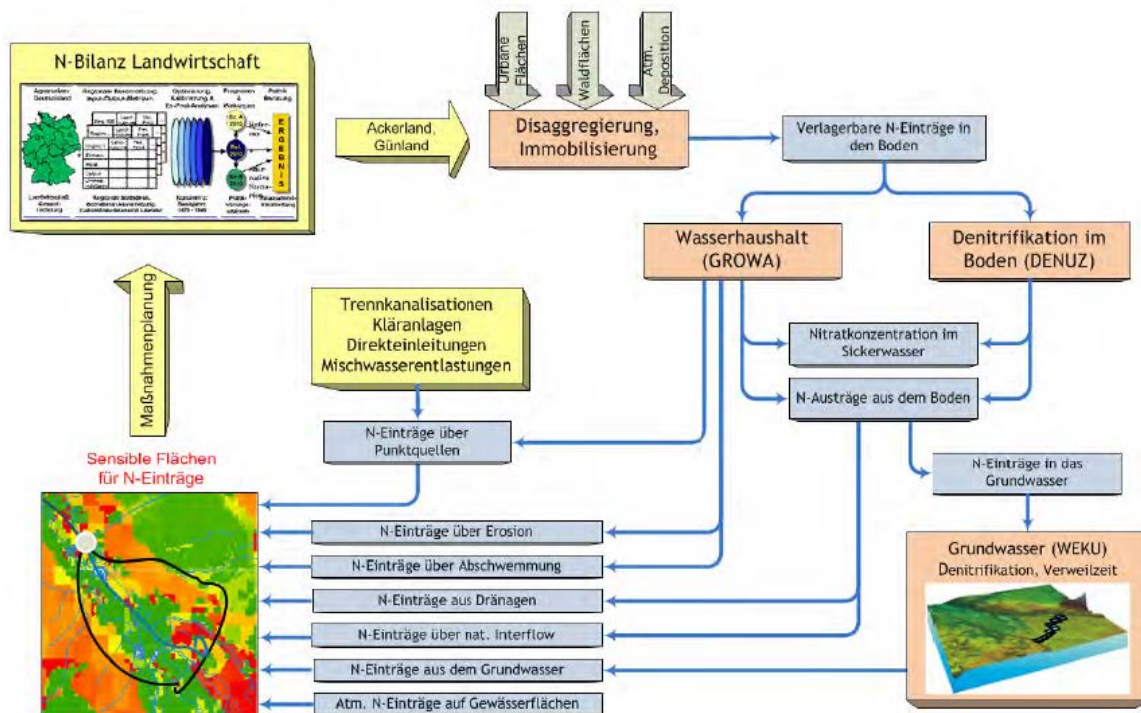 N-Bilanz Landwirtschaft
Deutschland
ERGEBNIS
Ackerland,
Günland
Urbane
Flächen
Waldflächen
Atm.
Deposition
Disaggregierung,
Immobilisierung
Verlagerbare N-Einträge in
den Boden
Wasserhaushalt
(GROWA)
Denitrifikation im
Boden (DENUZ)
Nitratkonzentration im
Sickerwasser
N-Austräge aus dem Boden
N-Einträge in das
Grundwasser
Grundwasser (WEKU)
Denitrifikation, Verweilzeit
Trennkanalisationen
Kläranlagen
Direkteinleitungen
Mischwasserentlastungen
N-Einträge über
Punktquellen
Maßnahmenplanung
Sensible Flächen
für N-Einträge
N-Einträge über Erosion
N-Einträge über Abschwemmung
N-Einträge aus Dränagen
N-Einträge über nat. Interflow
N-Einträge aus dem Grundwasser
Atm. N-Einträge auf Gewässerflächen